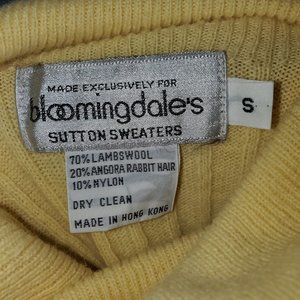 MADE EXCLUSIVELY FOR
bloomingdale's
SUTTON SWEATERS
S
70% LAMBSWOOL
20% ANGORA RABBIT HAIR
10% NYLON
DRY CLEAN
MADE IN HONG KONG